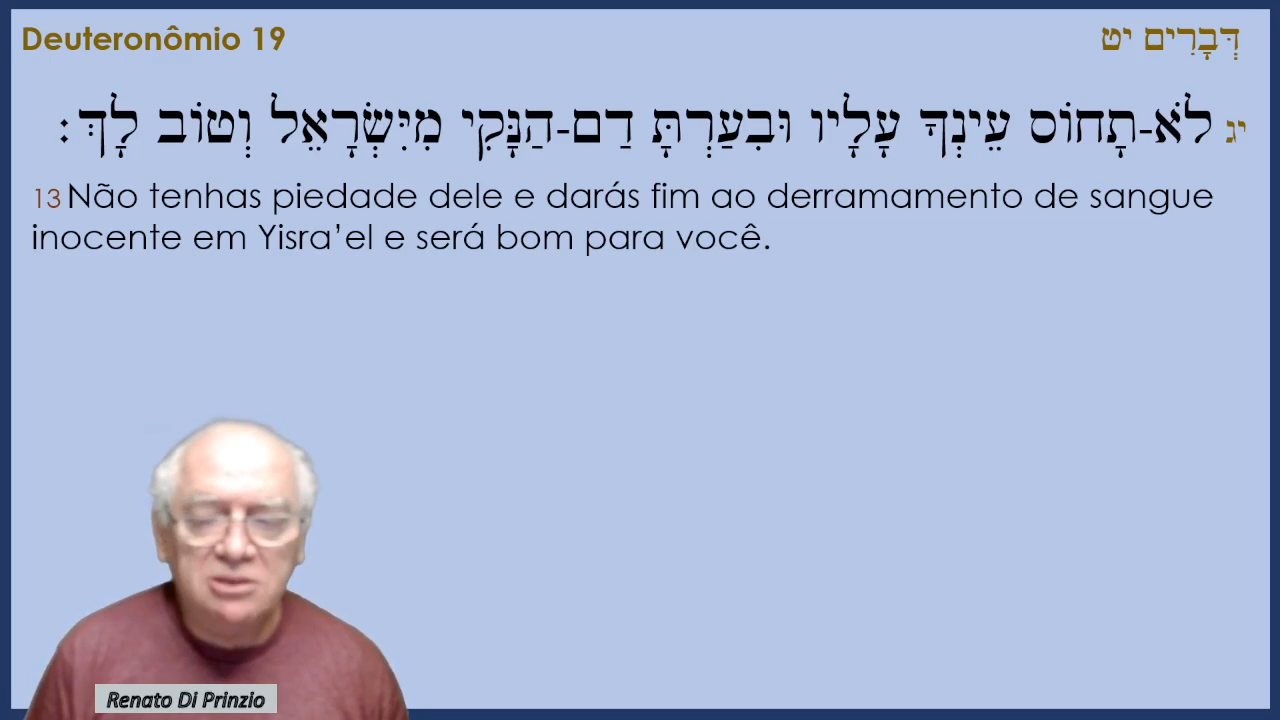 Deuteronômio 19
דְּבָרִים יט
יג לֹא-תָחוֹס עֵינְךָ עָלָיו וּבִעַרְתָּ דַם-הַנָּקִי מִיִּשְׂרָאֵל וְטוֹב לָךְ׃
13 Não tenhas piedade dele e darás fim ao derramamento de sangue
inocente em Yisra’el e será bom para você.
Renato Di Prinzio